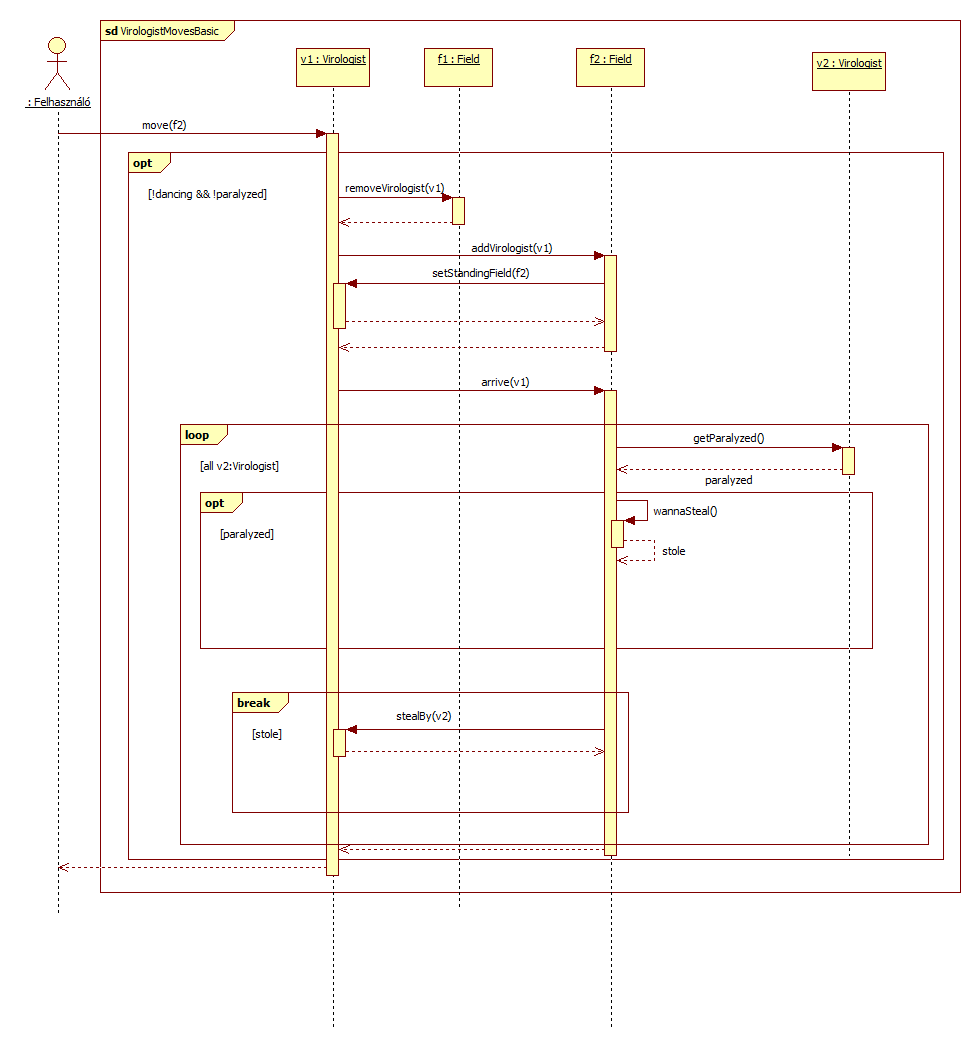 sd VirologistMovesBasic
: Felhasználó
v1 : Virologist
f1 : Field
f2 : Field
v2 : Virologist
move(f2)
opt
[!dancing && !paralyzed]
removeVirologist(v1)
addVirologist(v1)
setStandingField(f2)
arrive(v1)
loop
[all v2:Virologist]
getParalyzed()
paralyzed
opt
[paralyzed]
wannaSteal()
stole
break
[stole]
stealBy(v2)